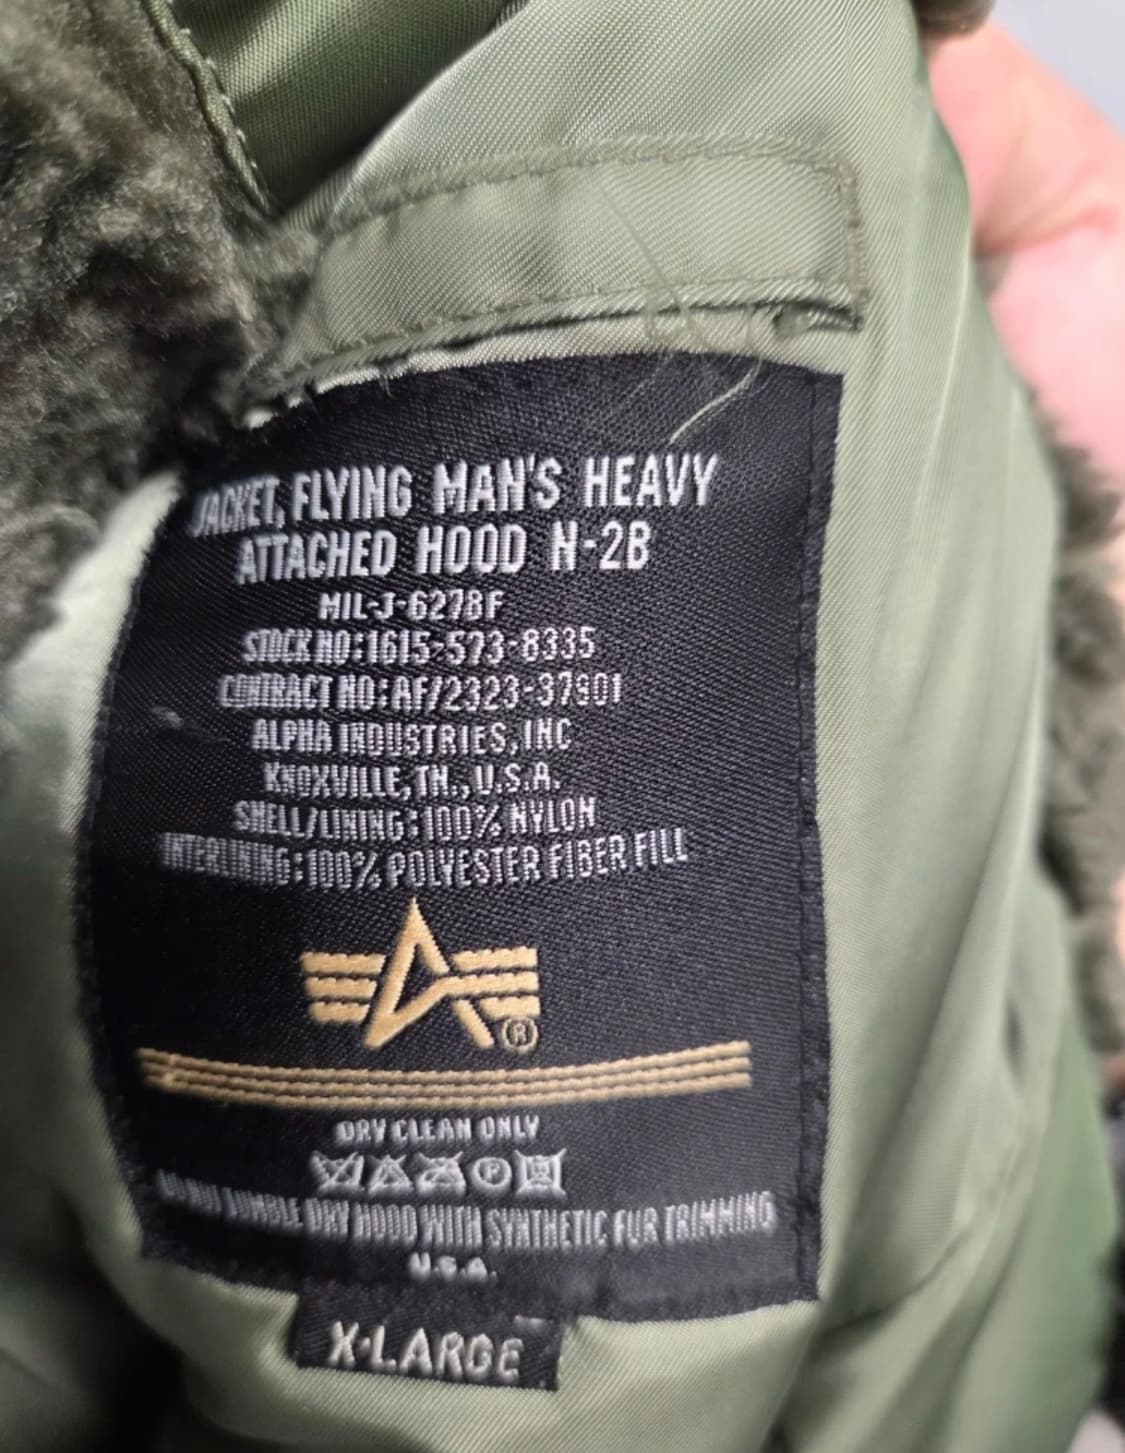 JACKET, FLYING MAN'S HEAVY
ATTACHED HOOD N-2B
MIL-J-6278F
STOCK NO:1615-573-8335
CONTRACT NO:AF/2323-37901
ALPHA INDUSTRIES, INC
KNOXVILLE, TN., U.S.A.
SHELL/LINING:100% NYLON
INTERLINING:100% POLYESTER FIBER FILL
®
DRY CLEAN ONLY
P
DO NOT TUMBLE DRY HOOD WITH SYNTHETIC FUR TRIMMING
U.S.A.
X-LARGE